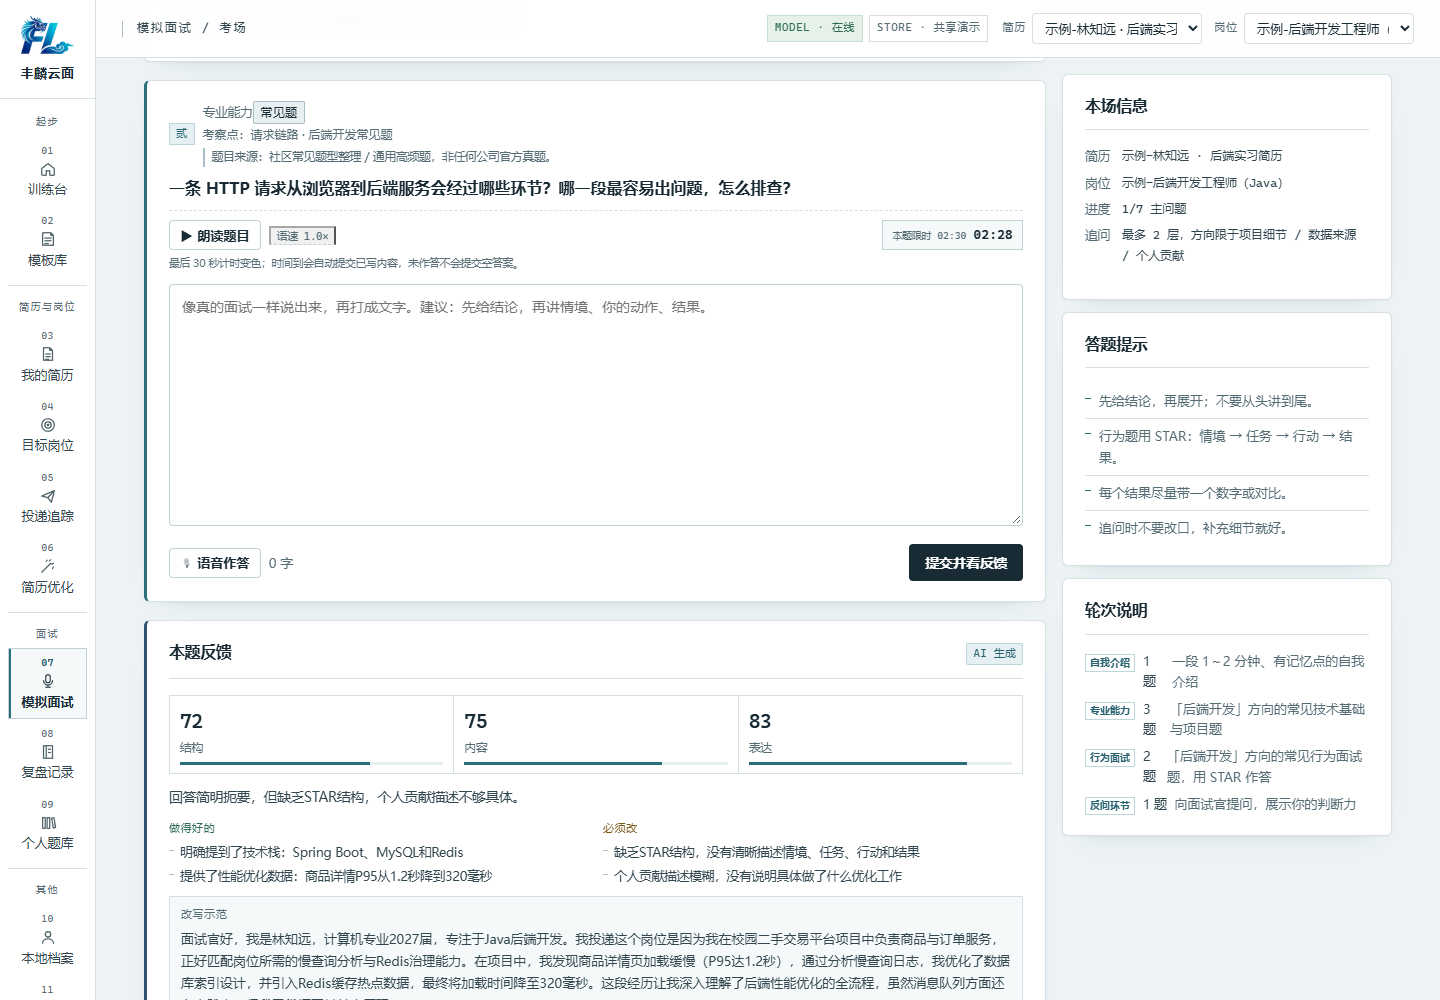 FL
丰麟云面
起步
01
训练台
02
模板库
简历与岗位
03
我的简历
04
目标岗位
05
投递追踪
06
简历优化
面试
07
模拟面试
08
复盘记录
09
个人题库
其他
10
本地档案
11
模拟面试 / 考场
MODEL · 在线
STORE · 共享演示
简历
示例-林知远 · 后端实习
岗位
示例-后端开发工程师（
专业能力 常见题
贰
考察点：请求链路 · 后端开发常见题
题目来源：社区常见题型整理 / 通用高频题，非任何公司官方真题。
一条 HTTP 请求从浏览器到后端服务会经过哪些环节？哪一段最容易出问题，怎么排查？
▶ 朗读题目
语速 1.0×
本题限时 02:30 02:28
最后 30 秒计时变色；时间到会自动提交已写内容，未作答不会提交空答案。
像真的面试一样说出来，再打成文字。建议：先给结论，再讲情境、你的动作、结果。
语音作答
0 字
提交并看反馈
本题反馈
AI 生成
72
结构
75
内容
83
表达
回答简明扼要，但缺乏STAR结构，个人贡献描述不够具体。
做得好的
– 明确提到了技术栈：Spring Boot、MySQL和Redis
– 提供了性能优化数据：商品详情P95从1.2秒降到320毫秒
必须改
– 缺乏STAR结构，没有清晰描述情境、任务、行动和结果
– 个人贡献描述模糊，没有说明具体做了什么优化工作
改写示范
面试官好，我是林知远，计算机专业2027届，专注于Java后端开发。我投递这个岗位是因为我在校园二手交易平台项目中负责商品与订单服务，
正好匹配岗位所需的慢查询分析与Redis治理能力。在项目中，我发现商品详情页加载缓慢（P95达1.2秒），通过分析慢查询日志，我优化了数据
库索引设计，并引入Redis缓存热点数据，最终将加载时间降至320毫秒。这段经历让我深入理解了后端性能优化的全流程，虽然消息队列方面还
本场信息
简历 示例-林知远 · 后端实习简历
岗位 示例-后端开发工程师（Java）
进度 1/7 主问题
追问 最多 2 层，方向限于项目细节 / 数据来源
/ 个人贡献
答题提示
– 先给结论，再展开；不要从头讲到尾。
– 行为题用 STAR：情境 → 任务 → 行动 → 结
果。
– 每个结果尽量带一个数字或对比。
– 追问时不要改口，补充细节就好。
轮次说明
自我介绍 1 题 一段 1～2 分钟、有记忆点的自我
介绍
专业能力 3 题 「后端开发」方向的常见技术基础
与项目题
行为面试 2 题 「后端开发」方向的常见行为面试
题，用 STAR 作答
反问环节 1 题 向面试官提问，展示你的判断力